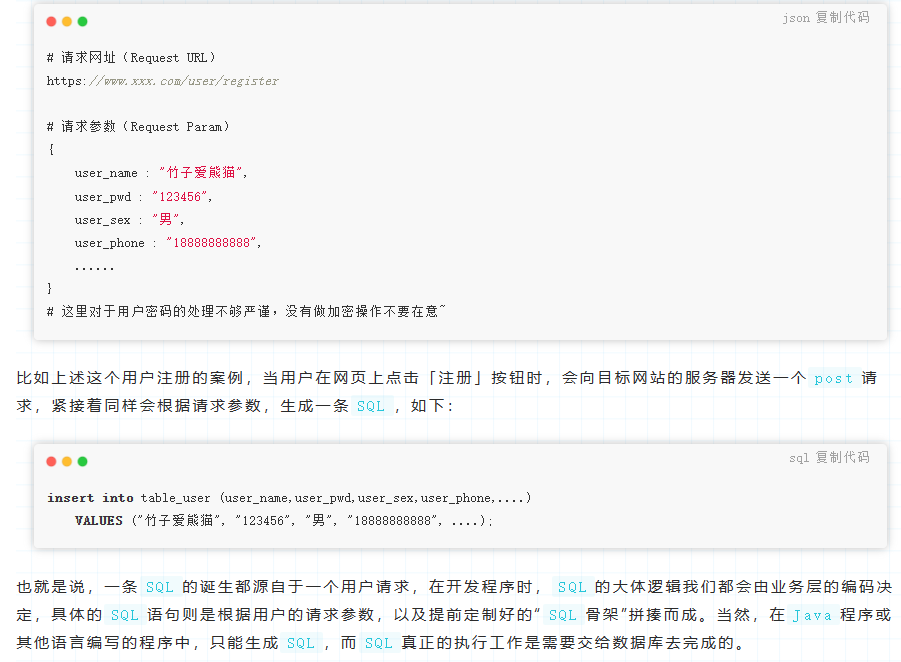 json 复制代码
# 请求网址（Request URL）
https://www.xxx.com/user/register
# 请求参数（Request Param）
{
user_name : "竹子爱熊猫",
user_pwd : "123456",
user_sex : "男",
user_phone : "18888888888",
......
}
# 这里对于用户密码的处理不够严谨，没有做加密操作不要在意~
比如上述这个用户注册的案例，当用户在网页上点击「注册」按钮时，会向目标网站的服务器发送一个 post 请
求，紧接着同样会根据请求参数，生成一条 SQL ，如下：
sql 复制代码
insert into table_user (user_name,user_pwd,user_sex,user_phone,....)
VALUES ("竹子爱熊猫", "123456", "男", "18888888888", ....);
也就是说，一条 SQL 的诞生都源自于一个用户请求，在开发程序时， SQL 的大体逻辑我们都会由业务层的编码决
定，具体的 SQL 语句则是根据用户的请求参数，以及提前定制好的“ SQL 骨架”拼揍而成。当然，在 Java 程序或
其他语言编写的程序中，只能生成 SQL ，而 SQL 真正的执行工作是需要交给数据库去完成的。